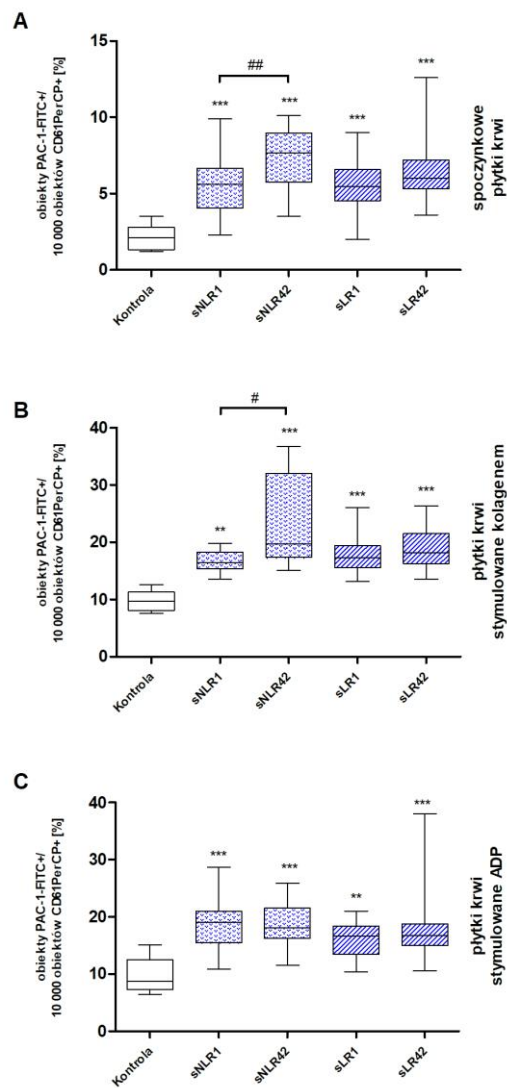 A
obiekty PAC-1-FITC+/
10 000 obiektów CD61PerCP+ [%]
15
10
5
0
##
***
***
***
***
Kontrola
sNLR1
sNLR42
sLR1
sLR42
spoczynkowe
płytki krwi
B
obiekty PAC-1-FITC+/
10 000 obiektów CD61PerCP+ [%]
40
30
20
10
0
#
**
***
***
***
Kontrola
sNLR1
sNLR42
sLR1
sLR42
płytki krwi
stymulowane kolagenem
C
obiekty PAC-1-FITC+/
10 000 obiektów CD61PerCP+ [%]
40
30
20
10
0
***
***
**
***
Kontrola
sNLR1
sNLR42
sLR1
sLR42
płytki krwi
stymulowane ADP